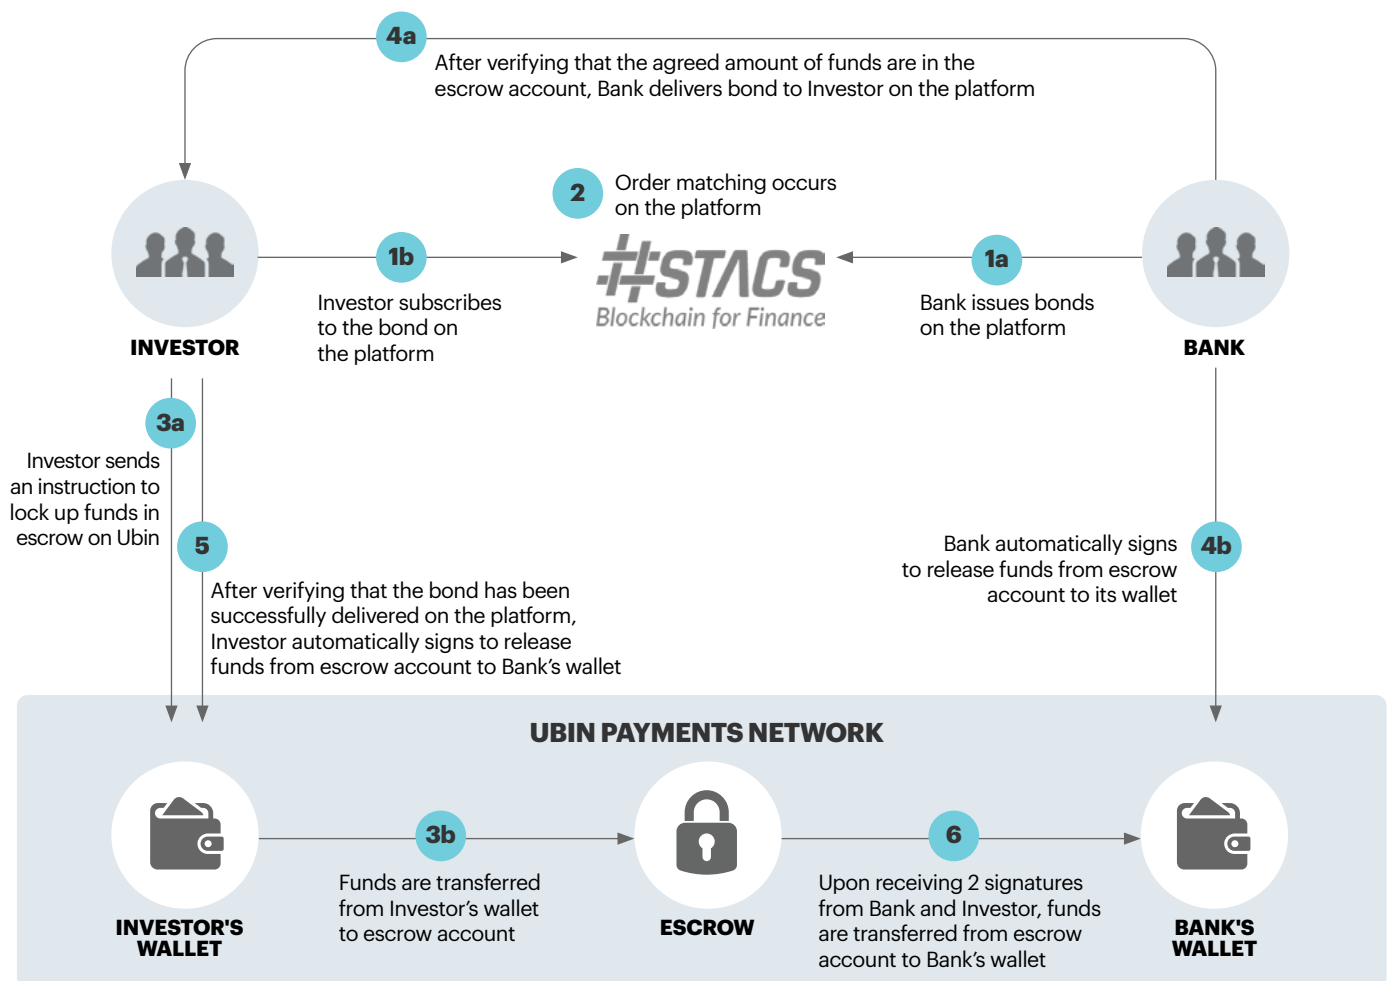 4a
After verifying that the agreed amount of funds are in the
escrow account, Bank delivers bond to Investor on the platform
2
Order matching occurs
on the platform
#STACS
Blockchain for Finance
1b
Investor subscribes
to the bond on
the platform
1a
Bank issues bonds
on the platform
INVESTOR
BANK
3a
Investor sends
an instruction to
lock up funds in
escrow on Ubin
5
After verifying that the bond has been
successfully delivered on the platform,
Investor automatically signs to release
funds from escrow account to Bank’s wallet
4b
Bank automatically signs
to release funds from escrow
account to its wallet
UBIN PAYMENTS NETWORK
3b
Funds are transferred
from Investor’s wallet
to escrow account
6
Upon receiving 2 signatures
from Bank and Investor, funds
are transferred from escrow
account to Bank’s wallet
INVESTOR'S
WALLET
ESCROW
BANK'S
WALLET